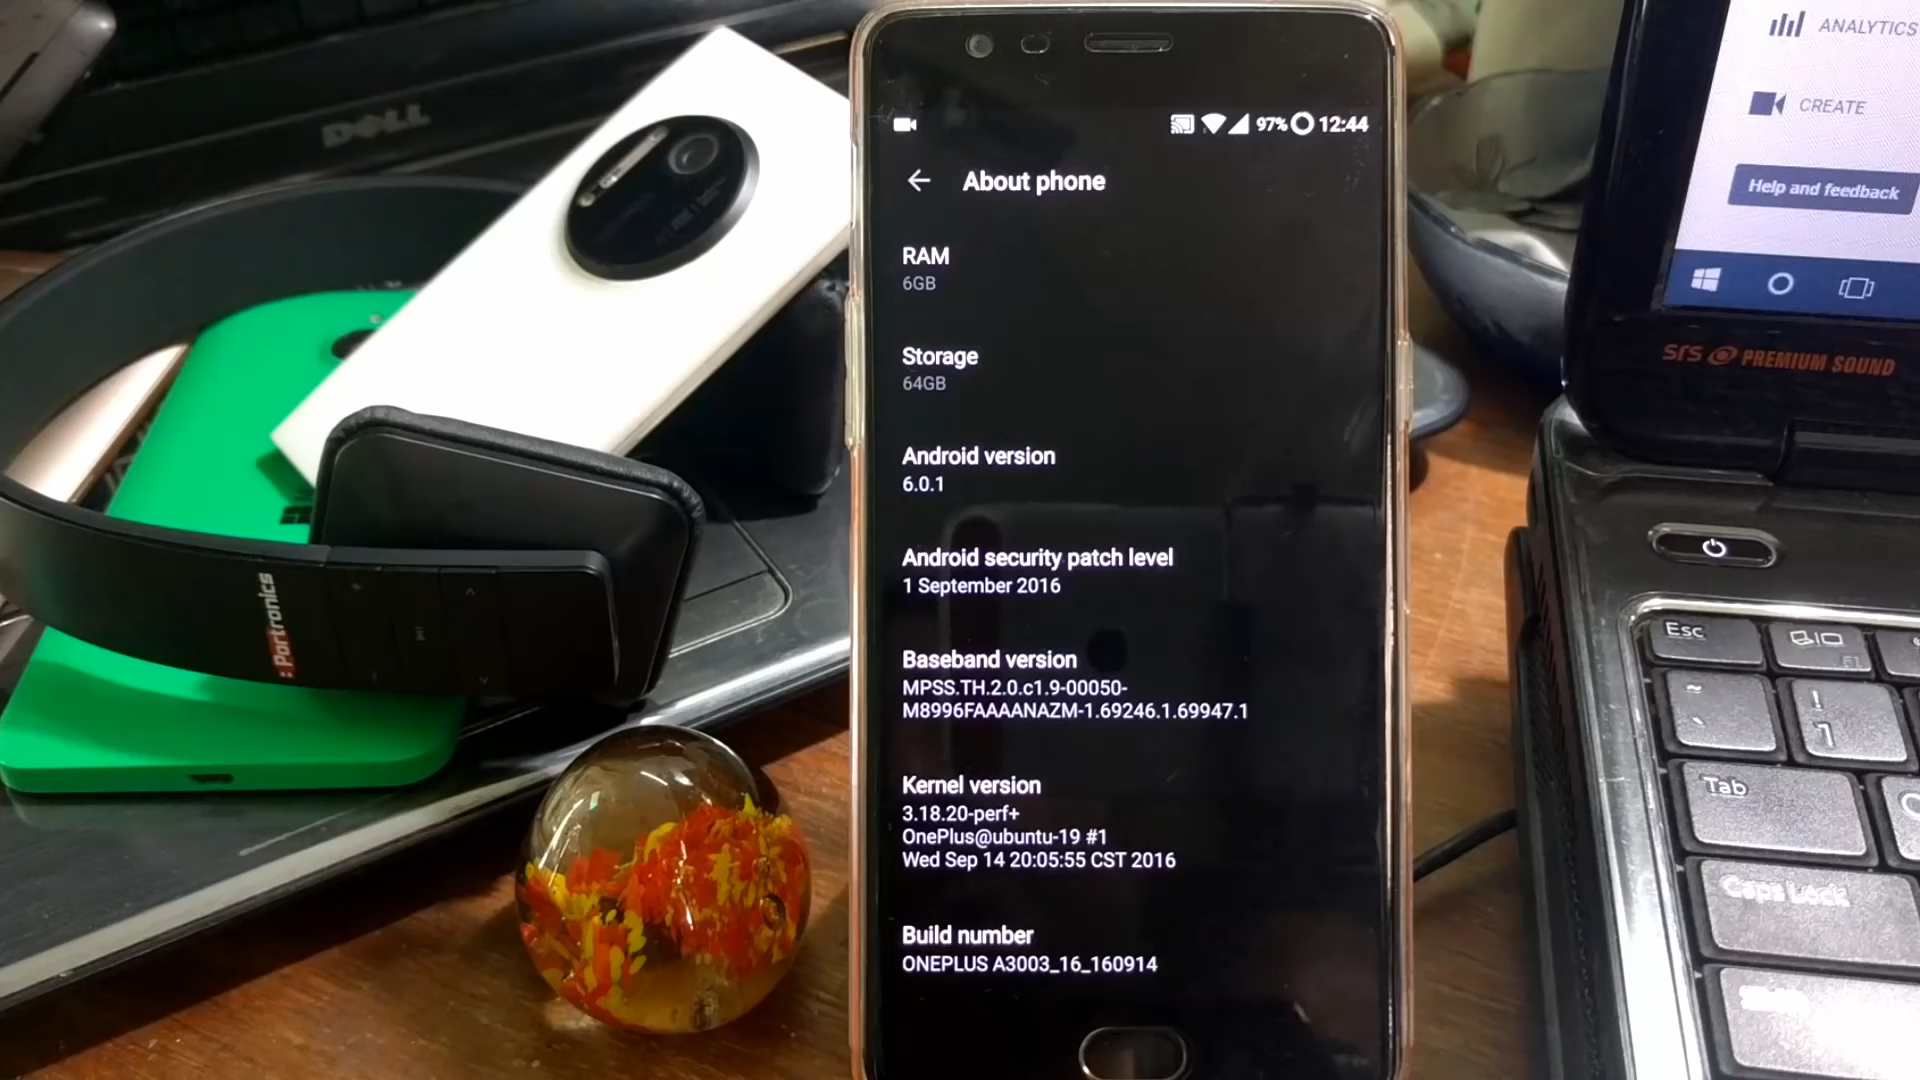 DELL
Portronics
97% 12:44
About phone
RAM
6GB
Storage
64GB
Android version
6.0.1
Android security patch level
1 September 2016
Baseband version
MPSS.TH.2.0.c1.9-00050-
M8996FAAAANAZM-1.69246.1.69947.1
Kernel version
3.18.20-perf+
OnePlus@ubuntu-19 #1
Wed Sep 14 20:05:55 CST 2016
Build number
ONEPLUS A3003_16_160914
ANALYTICS
CREATE
Help and feedback
SRS PREMIUM SOUND
Esc
F1
~
`
!
1
Tab
Caps Lock